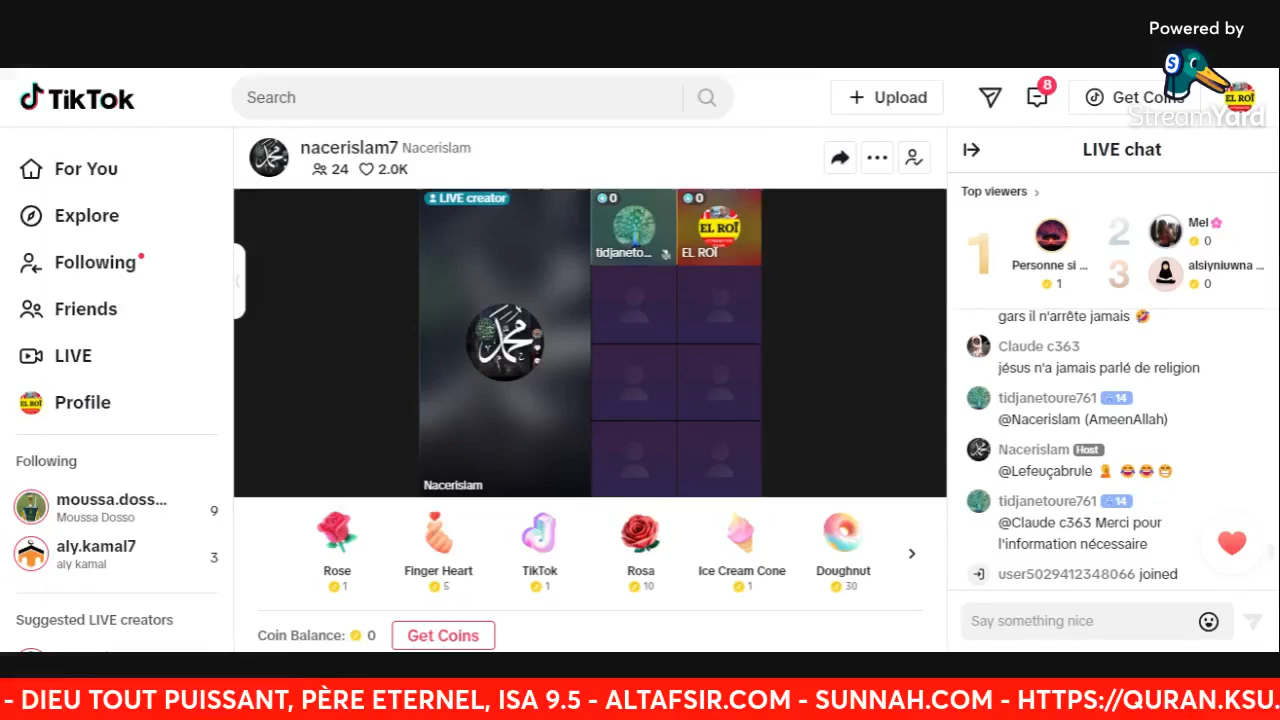 Powered by
StreamYard
TikTok
Search
Upload
8
Get Coins
EL ROÏ
For You
Explore
Following
Friends
LIVE
Profile
Following
moussa.doss...
Moussa Dosso
9
aly.kamal7
aly kamal
3
Suggested LIVE creators
nacerislam7 Nacerislam
24 2.0K
LIVE creator
0
tidjaneto...
0
EL ROÏ
EL ROÏ
محمد
Nacerislam
Rose
1
Finger Heart
5
TikTok
1
Rosa
10
Ice Cream Cone
1
Doughnut
30
Coin Balance: 0 Get Coins
LIVE chat
Top viewers
1
Personne si ...
1
2
Mel
0
3
alsiyniuwna ...
0
gars il n'arrête jamais 🤣
Claude c363
jésus n'a jamais parlé de religion
tidjanetoure761 14
@Nacerislam (AmeenAllah)
Nacerislam Host
@Lefeuçabrule 🤦 😂😂😁
tidjanetoure761 14
@Claude c363 Merci pour
l'information nécessaire
user5029412348066 joined
Say something nice
- DIEU TOUT PUISSANT, PÈRE ETERNEL, ISA 9.5 - ALTAFSIR.COM - SUNNAH.COM - HTTPS://QURAN.KSU.